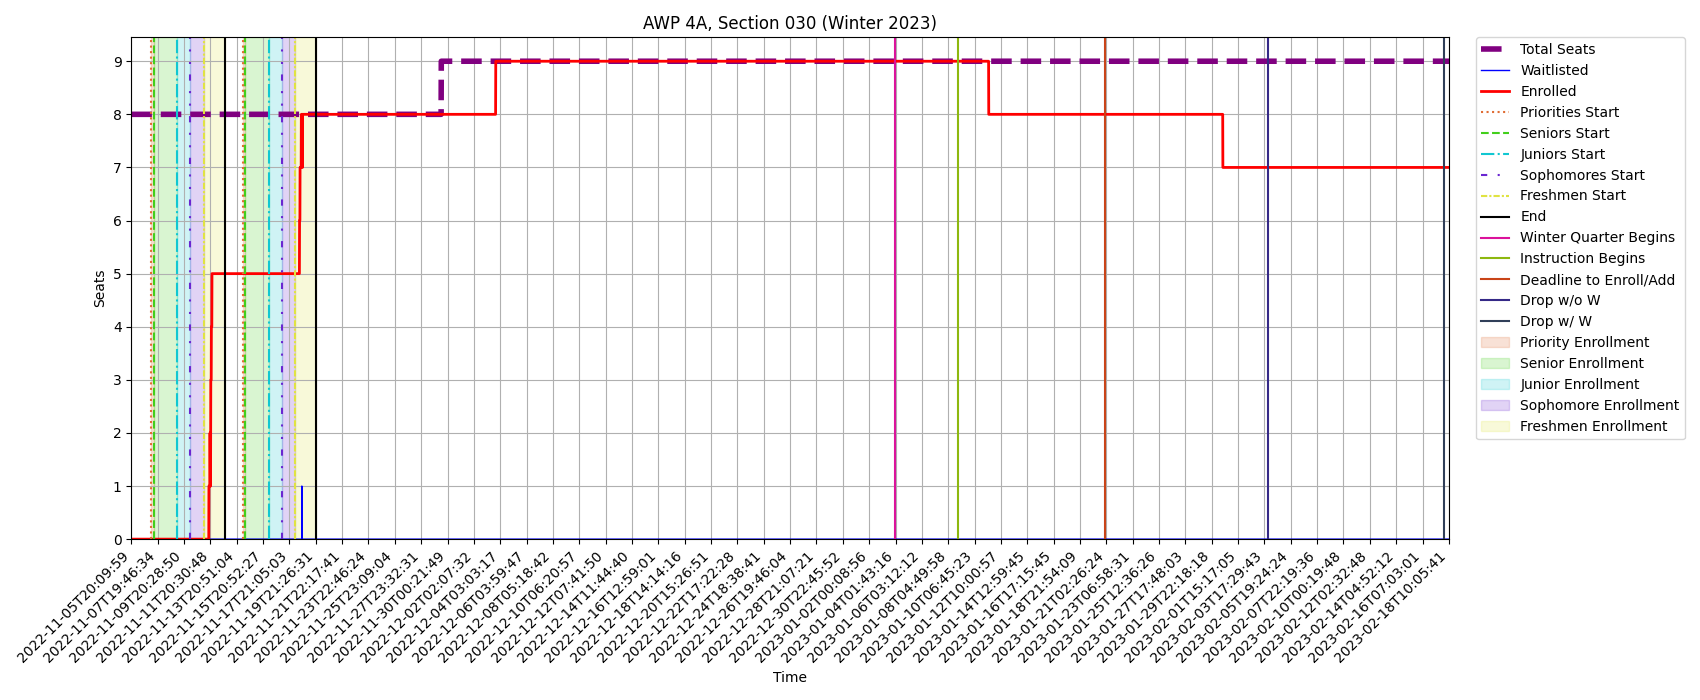 AWP 4A, Section 030 (Winter 2023)
Seats
9
8
7
6
5
4
3
2
1
0
2022-11-05T20:09:59
2022-11-07T19:46:34
2022-11-09T20:28:50
2022-11-11T20:30:48
2022-11-13T20:51:04
2022-11-15T20:52:27
2022-11-17T21:05:03
2022-11-19T21:26:31
2022-11-21T22:17:41
2022-11-23T22:46:24
2022-11-25T23:09:04
2022-11-27T23:32:31
2022-11-30T00:21:49
2022-12-02T02:07:32
2022-12-04T03:03:17
2022-12-06T03:59:47
2022-12-08T05:18:42
2022-12-10T06:20:57
2022-12-12T07:41:50
2022-12-14T11:44:40
2022-12-16T12:59:01
2022-12-18T14:14:16
2022-12-20T15:26:51
2022-12-22T17:22:28
2022-12-24T18:38:41
2022-12-26T19:46:04
2022-12-28T21:07:21
2022-12-30T22:45:52
2023-01-02T00:08:56
2023-01-04T01:43:16
2023-01-06T03:12:12
2023-01-08T04:49:58
2023-01-10T06:45:23
2023-01-12T10:00:57
2023-01-14T12:59:45
2023-01-16T17:15:45
2023-01-18T21:54:09
2023-01-21T02:26:24
2023-01-23T06:58:31
2023-01-25T12:36:26
2023-01-27T17:48:03
2023-01-29T22:18:18
2023-02-01T15:17:05
2023-02-03T17:29:43
2023-02-05T19:24:24
2023-02-07T22:19:36
2023-02-10T00:19:48
2023-02-12T02:32:48
2023-02-14T04:52:12
2023-02-16T07:03:01
2023-02-18T10:05:41
Time
Total Seats
Waitlisted
Enrolled
Priorities Start
Seniors Start
Juniors Start
Sophomores Start
Freshmen Start
End
Winter Quarter Begins
Instruction Begins
Deadline to Enroll/Add
Drop w/o W
Drop w/ W
Priority Enrollment
Senior Enrollment
Junior Enrollment
Sophomore Enrollment
Freshmen Enrollment